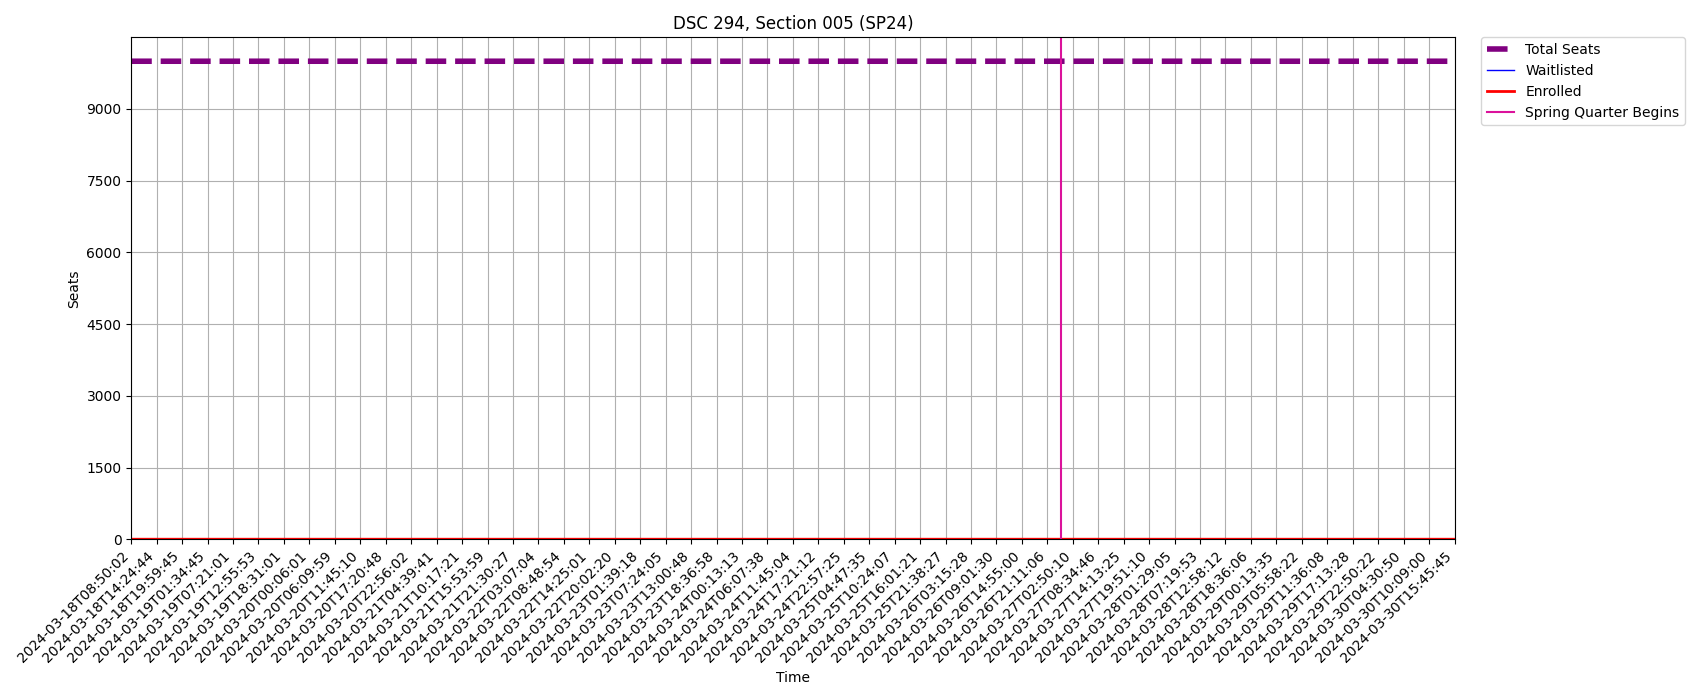 DSC 294, Section 005 (SP24)
Total Seats
Waitlisted
Enrolled
Spring Quarter Begins
9000
7500
6000
4500
3000
1500
0
Seats
2024-03-18T08:50:02
2024-03-18T14:24:44
2024-03-18T19:59:45
2024-03-19T01:34:45
2024-03-19T07:21:01
2024-03-19T12:55:53
2024-03-19T18:31:01
2024-03-20T00:06:01
2024-03-20T06:09:59
2024-03-20T11:45:10
2024-03-20T17:20:48
2024-03-20T22:56:02
2024-03-21T04:39:41
2024-03-21T10:17:21
2024-03-21T15:53:59
2024-03-21T21:30:27
2024-03-22T03:07:04
2024-03-22T08:48:54
2024-03-22T14:25:01
2024-03-22T20:02:20
2024-03-23T01:39:18
2024-03-23T07:24:05
2024-03-23T13:00:48
2024-03-23T18:36:58
2024-03-24T00:13:13
2024-03-24T06:07:38
2024-03-24T11:45:04
2024-03-24T17:21:12
2024-03-24T22:57:25
2024-03-25T04:47:35
2024-03-25T10:24:07
2024-03-25T16:01:21
2024-03-25T21:38:27
2024-03-26T03:15:28
2024-03-26T09:01:30
2024-03-26T14:55:00
2024-03-26T21:11:06
2024-03-27T02:50:10
2024-03-27T08:34:46
2024-03-27T14:13:25
2024-03-27T19:51:10
2024-03-28T01:29:05
2024-03-28T07:19:53
2024-03-28T12:58:12
2024-03-28T18:36:06
2024-03-29T00:13:35
2024-03-29T05:58:22
2024-03-29T11:36:08
2024-03-29T17:13:28
2024-03-29T22:50:22
2024-03-30T04:30:50
2024-03-30T10:09:00
2024-03-30T15:45:45
Time